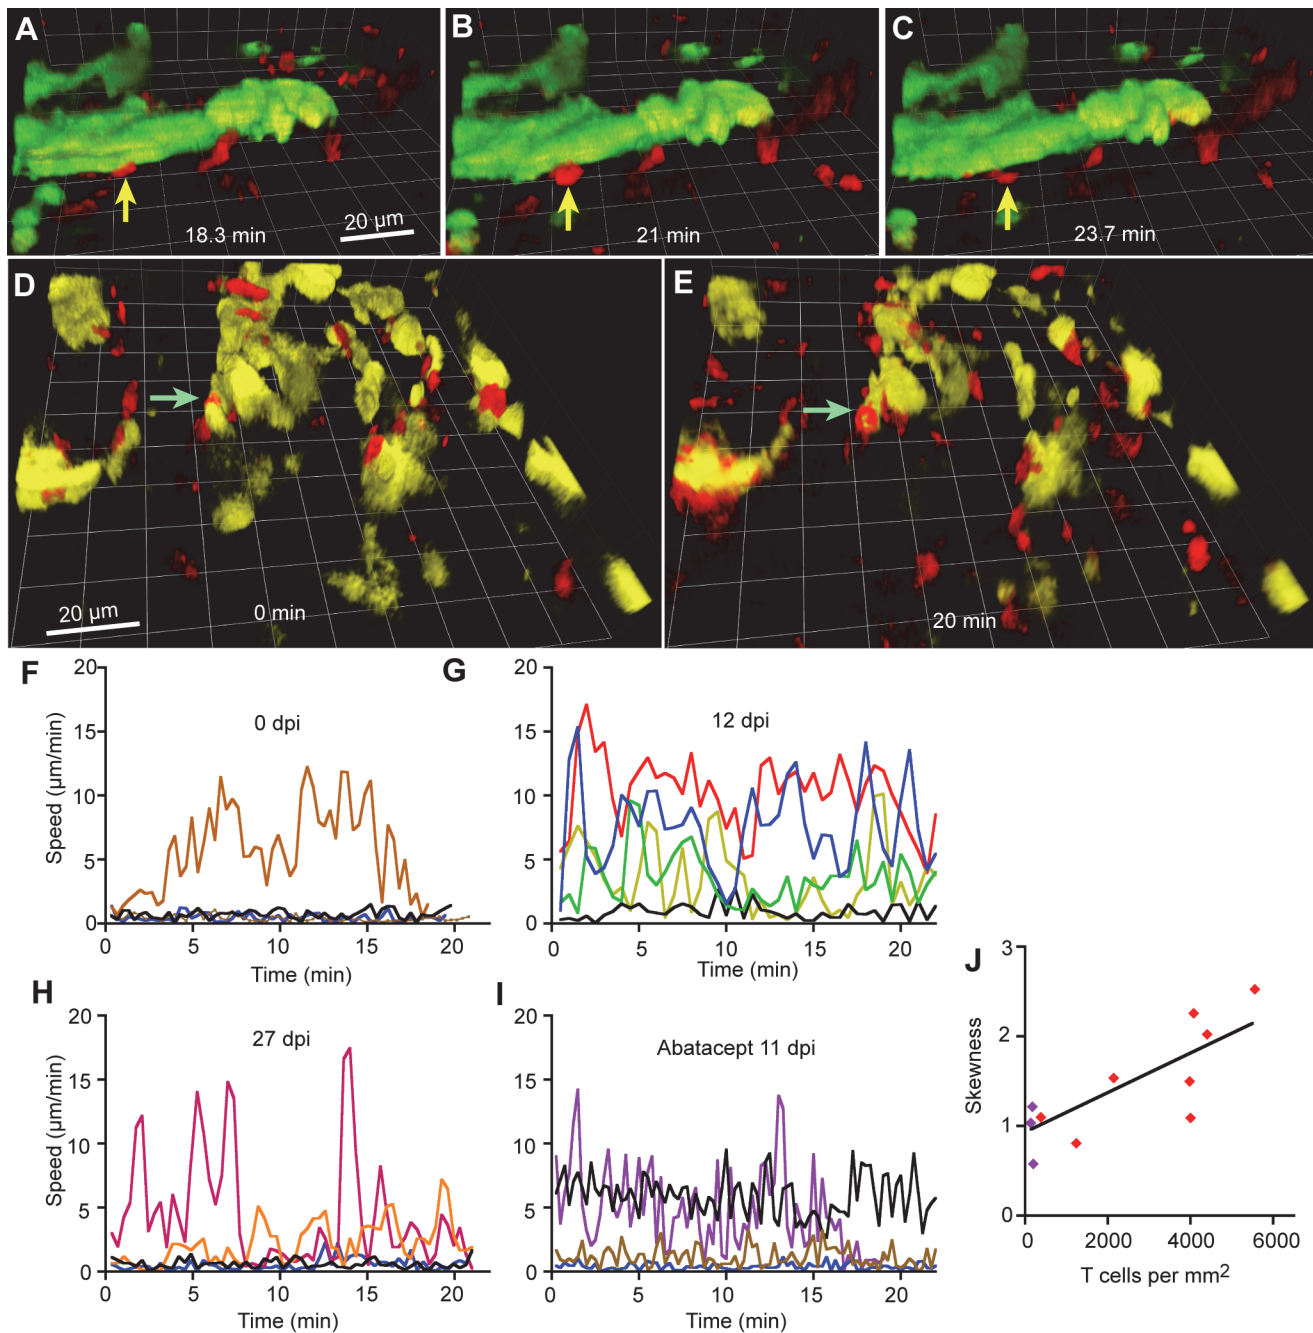 A
B
C
18.3 min
20 µm
21 min
23.7 min
D
E
20 µm
0 min
20 min
F
G
20
15
10
5
0
Speed (µm/min)
0 dpi
0
5
10
15
20
Time (min)
20
15
10
5
0
12 dpi
0
5
10
15
20
Time (min)
H
I
J
20
15
10
5
0
Speed (µm/min)
27 dpi
0
5
10
15
20
Time (min)
20
15
10
5
0
Abatacept 11 dpi
0
5
10
15
20
Time (min)
3
2
1
0
Skewness
0
2000
4000
6000
T cells per mm2